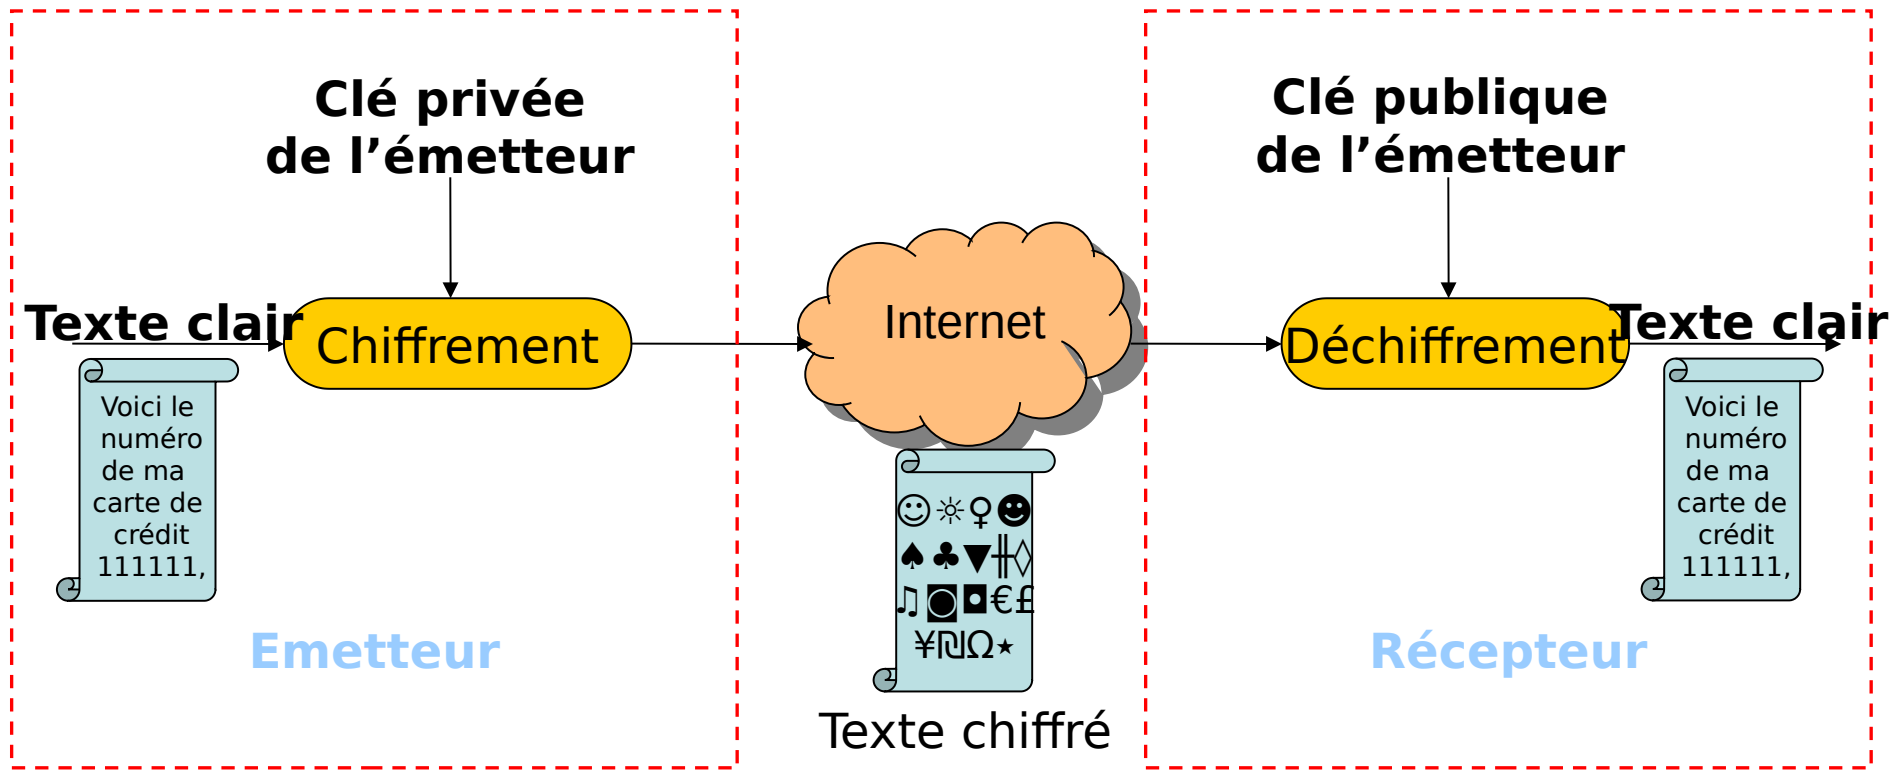 Clé privée
de l’émetteur
Texte clair
Chiffrement
Voici le
numéro
de ma
carte de
crédit
111111,
Emetteur
Internet
☺☼♀☻
♠♣▼╫◊
♫◙◘€£
¥₪Ω⋆
Texte chiffré
Clé publique
de l’émetteur
Déchiffrement
Texte clair
Voici le
numéro
de ma
carte de
crédit
111111,
Récepteur